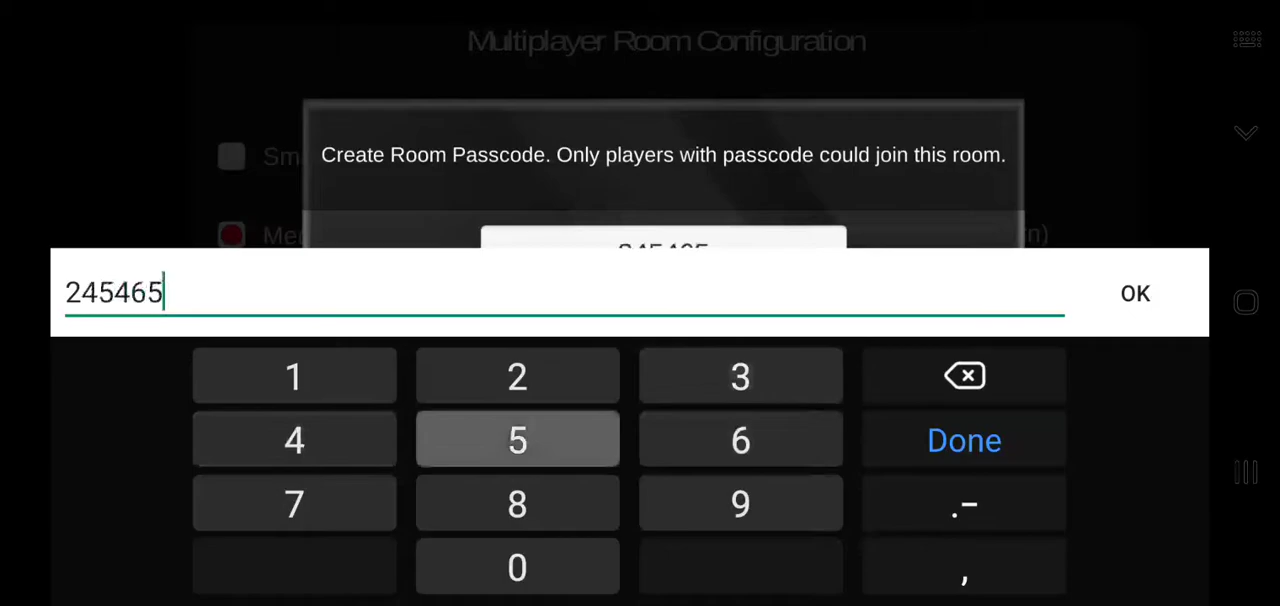 Multiplayer Room Configuration
Create Room Passcode. Only players with passcode could join this room.
245465
OK
1 2 3
4 5 6 Done
7 8 9 .-
0 ,